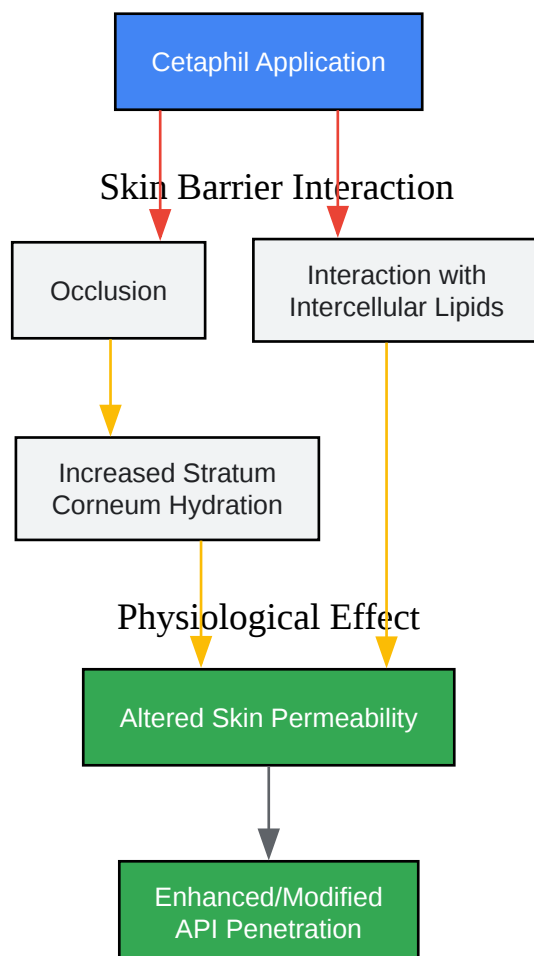 Cetaphil Application
Skin Barrier Interaction
Occlusion
Interaction with
Intercellular Lipids
Increased Stratum
Corneum Hydration
Physiological Effect
Altered Skin Permeability
Enhanced/Modified
API Penetration